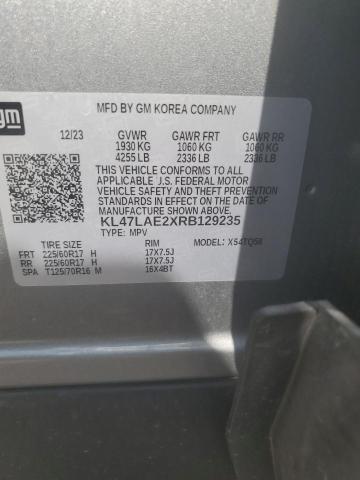 gm
MFD BY GM KOREA COMPANY
12/23 GVWR GAWR FRT GAWR RR
1930 KG 1060 KG 1060 KG
4255 LB 2336 LB 2336 LB
THIS VEHICLE CONFORMS TO ALL
APPLICABLE U.S. FEDERAL MOTOR
VEHICLE SAFETY AND THEFT PREVENTION
STANDARDS IN EFFECT ON THE DATE OF
MANUFACTURE SHOWN ABOVE.
KL47LAE2XRB129235
TYPE: MPV MODEL: X54TQ58
TIRE SIZE RIM
FRT 225/60R17 H 17X7.5J
RR 225/60R17 H 17X7.5J
SPA T125/70R16 M 16X4BT